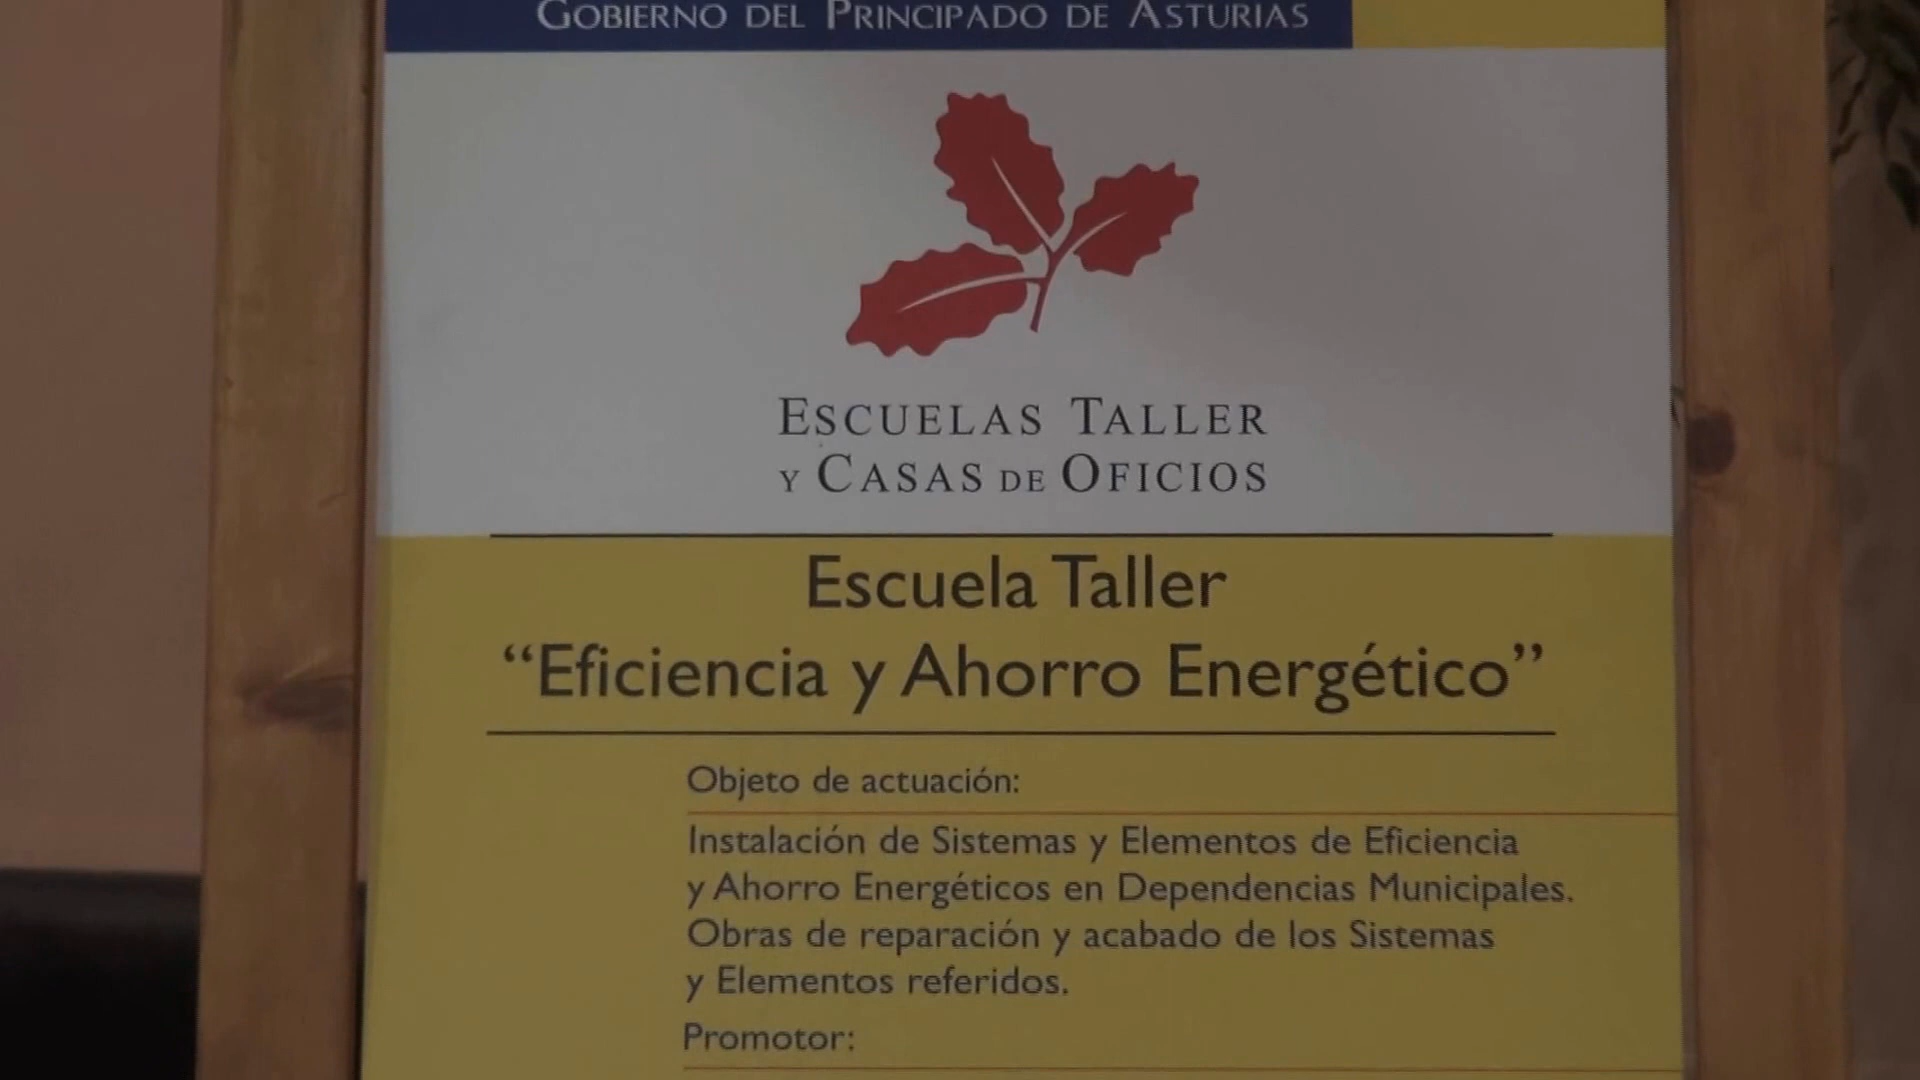 GOBIERNO DEL PRINCIPADO DE ASTURIAS
ESCUELAS TALLER
Y CASAS DE OFICIOS
Escuela Taller
“Eficiencia y Ahorro Energético”
Objeto de actuación:
Instalación de Sistemas y Elementos de Eficiencia
y Ahorro Energéticos en Dependencias Municipales.
Obras de reparación y acabado de los Sistemas
y Elementos referidos.
Promotor: